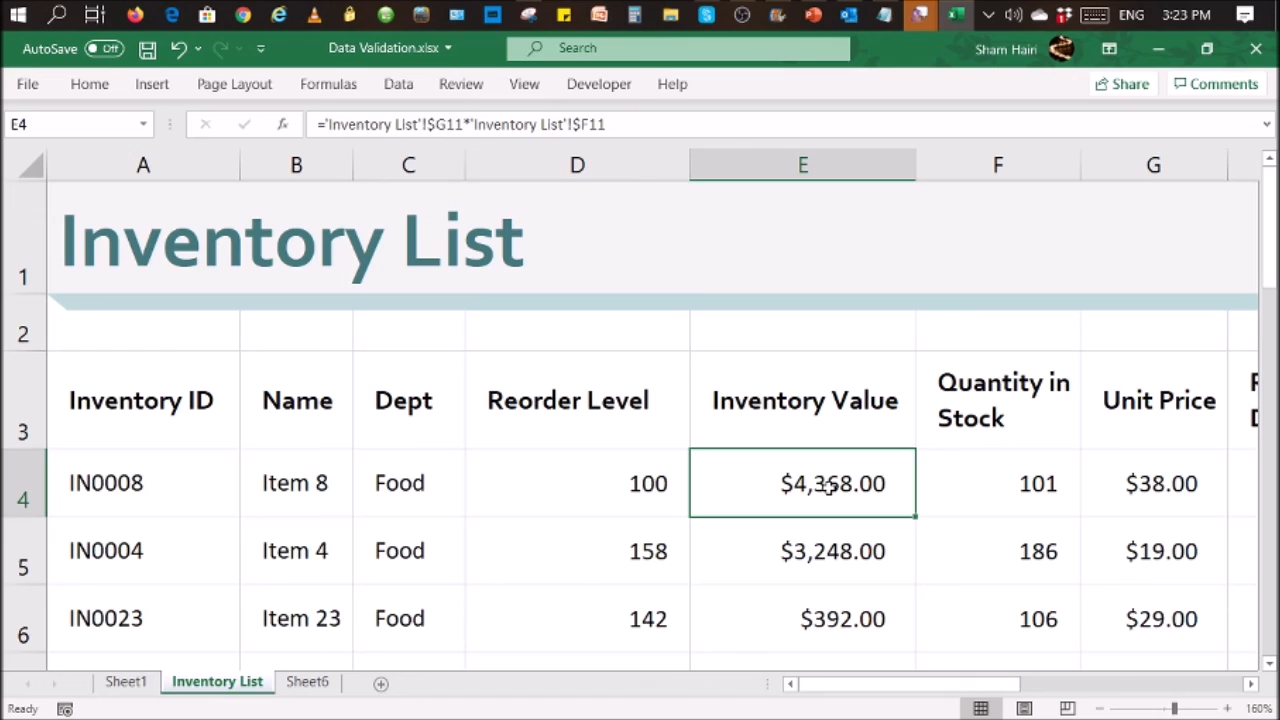 ENG 3:23 PM
AutoSave Off Data Validation.xlsx Search Sham Hairi
File Home Insert Page Layout Formulas Data Review View Developer Help Share Comments
E4 fx ='Inventory List'!$G11*'Inventory List'!$F11
A B C D E F G
1 Inventory List
2
3 Inventory ID Name Dept Reorder Level Inventory Value Quantity in Stock Unit Price
4 IN0008 Item 8 Food 100 $4,368.00 101 $38.00
5 IN0004 Item 4 Food 158 $3,248.00 186 $19.00
6 IN0023 Item 23 Food 142 $392.00 106 $29.00
Sheet1 Inventory List Sheet6
Ready 160%